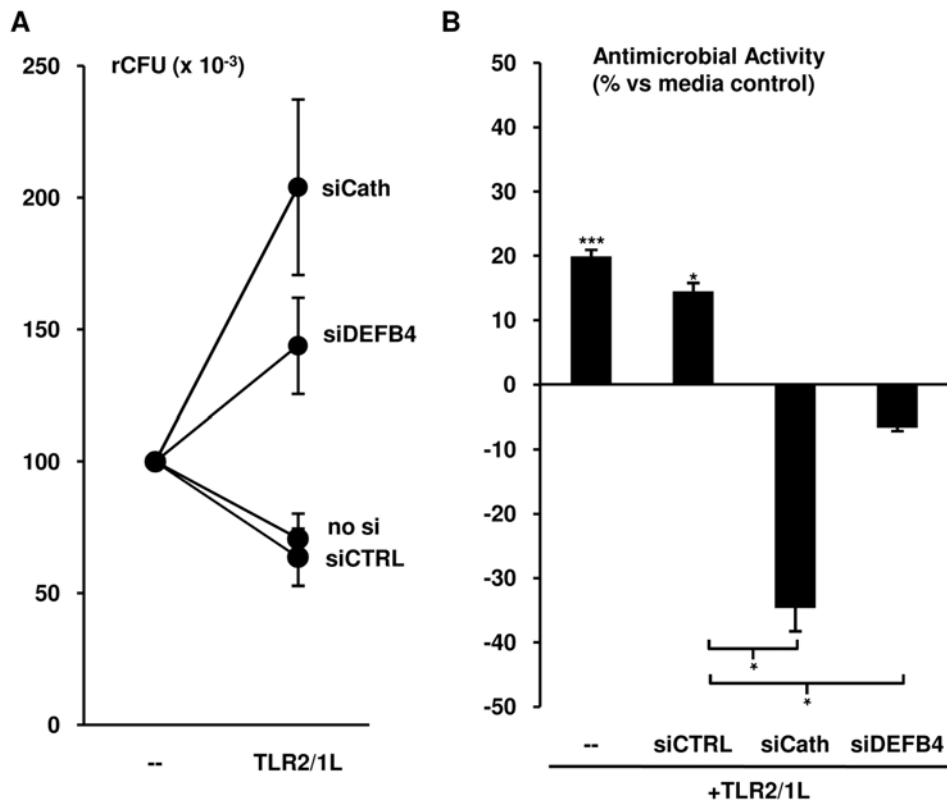 A
rCFU (x 10-3)
250
200
150
100
50
0
siCath
siDEFB4
no si
siCTRL
--
TLR2/1L
B
Antimicrobial Activity
(% vs media control)
50
40
30
20
10
0
-10
-20
-30
-40
-50
***
*
*
*
--
siCTRL
siCath
siDEFB4
+TLR2/1L